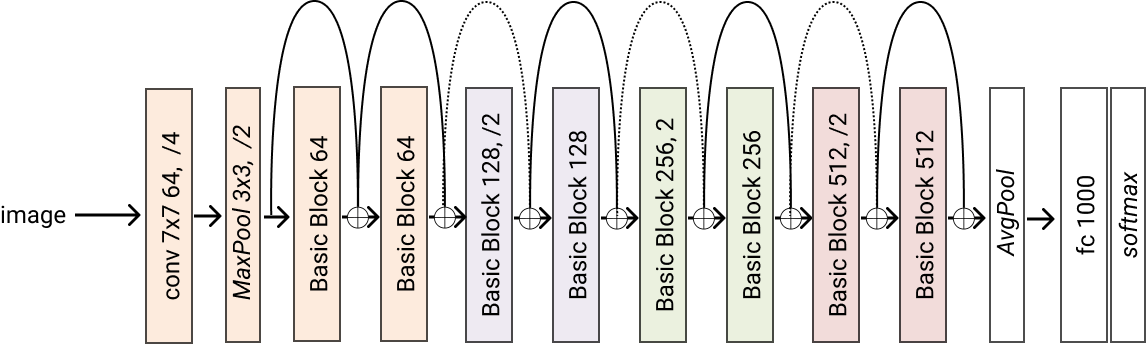 image
conv 7x7 64, /4
MaxPool 3x3, /2
Basic Block 64
Basic Block 64
Basic Block 128, /2
Basic Block 128
Basic Block 256, 2
Basic Block 256
Basic Block 512, /2
Basic Block 512
AvgPool
fc 1000
softmax